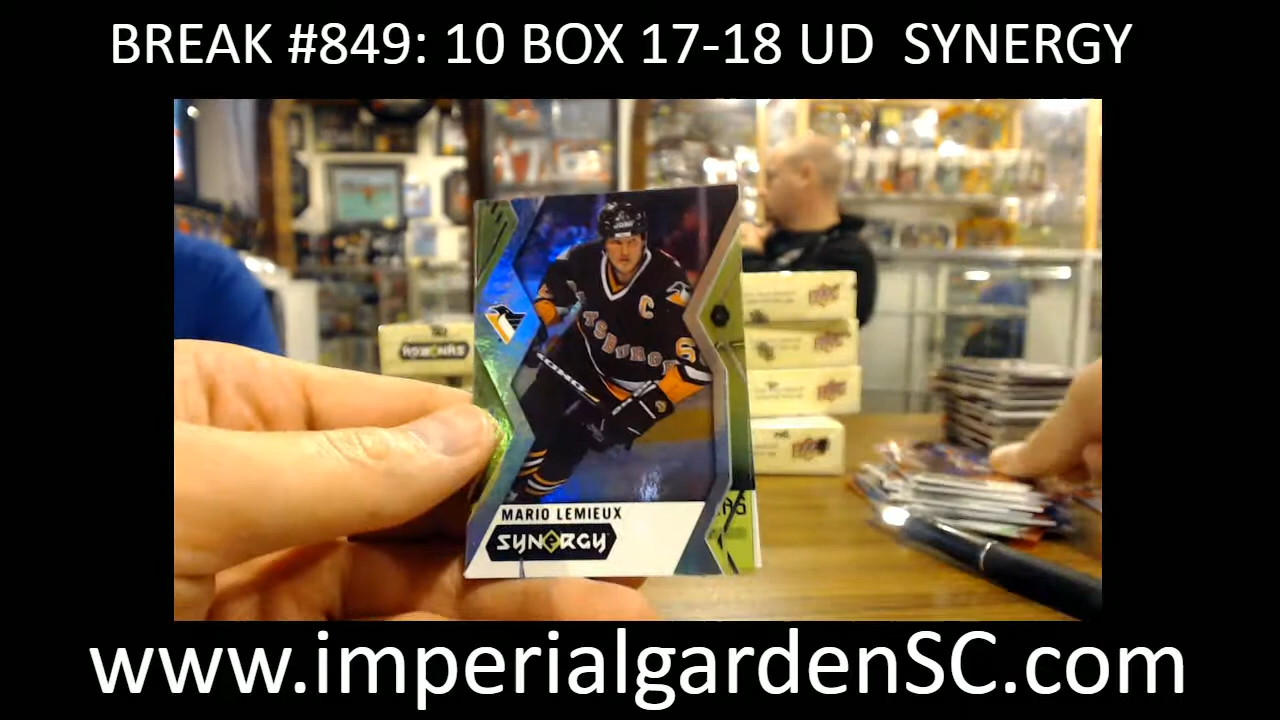 BREAK #849: 10 BOX 17-18 UD SYNERGY
C
MARIO LEMIEUX
SYNERGY
www.imperialgardenSC.com